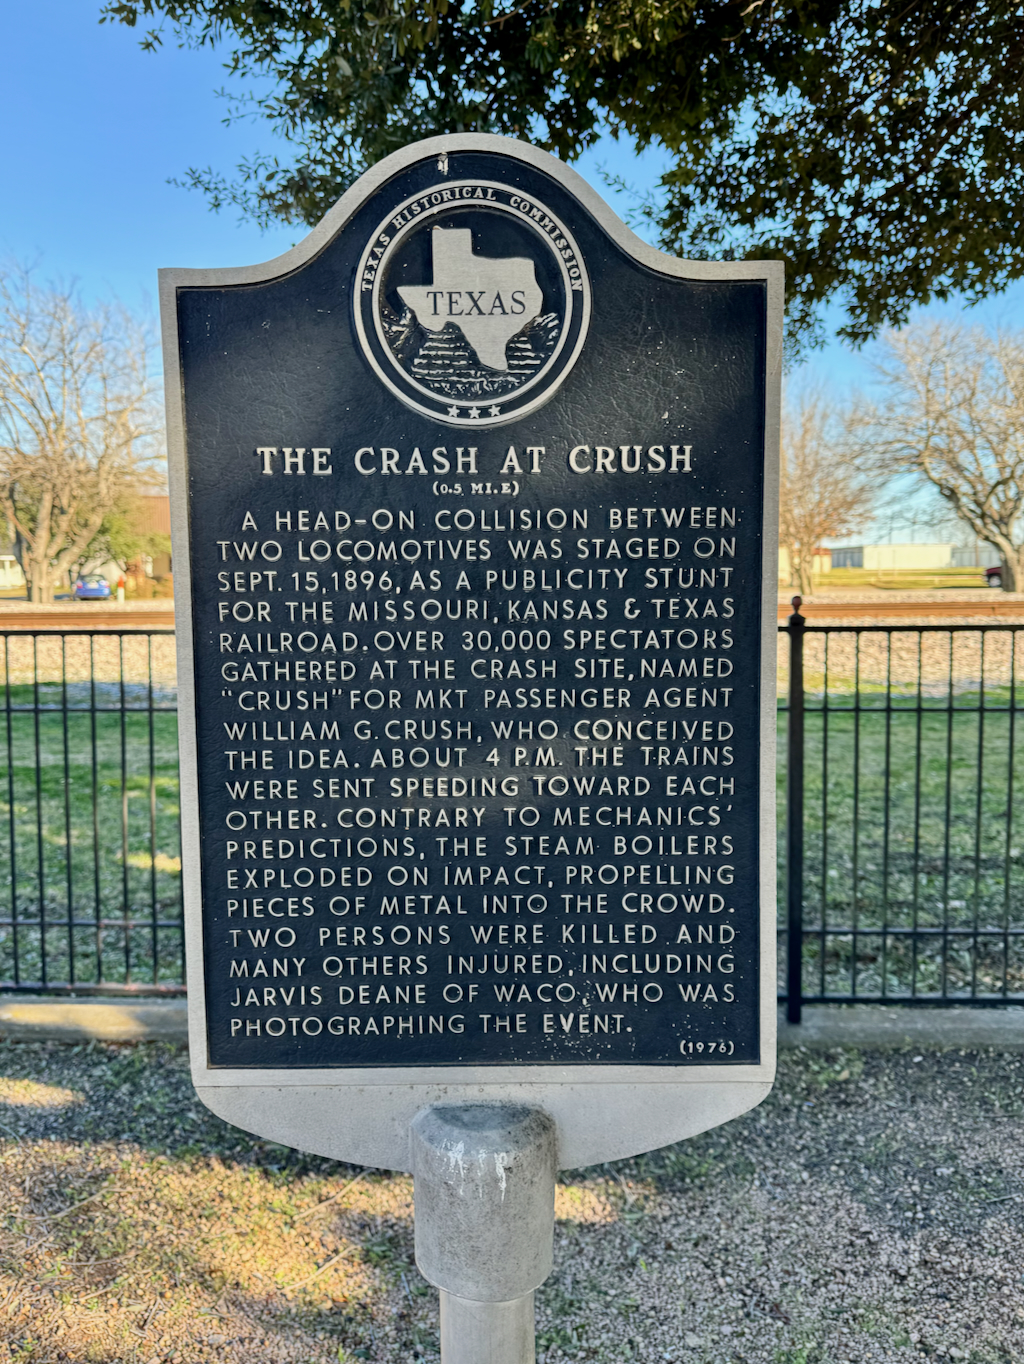 TEXAS HISTORICAL COMMISSION
TEXAS
THE CRASH AT CRUSH
(0.5 MI.E)
A HEAD-ON COLLISION BETWEEN
TWO LOCOMOTIVES WAS STAGED ON
SEPT. 15, 1896, AS A PUBLICITY STUNT
FOR THE MISSOURI, KANSAS & TEXAS
RAILROAD. OVER 30,000 SPECTATORS
GATHERED AT THE CRASH SITE, NAMED
"CRUSH" FOR MKT PASSENGER AGENT
WILLIAM G. CRUSH, WHO CONCEIVED
THE IDEA. ABOUT 4 P.M. THE TRAINS
WERE SENT SPEEDING TOWARD EACH
OTHER. CONTRARY TO MECHANICS'
PREDICTIONS, THE STEAM BOILERS
EXPLODED ON IMPACT, PROPELLING
PIECES OF METAL INTO THE CROWD.
TWO PERSONS WERE KILLED AND
MANY OTHERS INJURED, INCLUDING
JARVIS DEANE OF WACO, WHO WAS
PHOTOGRAPHING THE EVENT.
(1976)